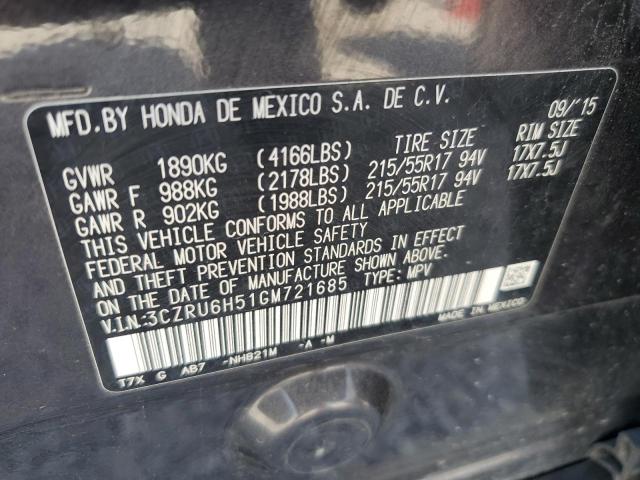 MFD.BY HONDA DE MEXICO S.A. DE C.V. 09/'15
TIRE SIZE RIM SIZE
GVWR 1890KG (4166LBS)
GAWR F 988KG (2178LBS) 215/55R17 94V 17X7.5J
GAWR R 902KG (1988LBS) 215/55R17 94V 17X7.5J
THIS VEHICLE CONFORMS TO ALL APPLICABLE
FEDERAL MOTOR VEHICLE SAFETY
AND THEFT PREVENTION STANDARDS IN EFFECT
ON THE DATE OF MANUFACTURE SHOWN ABOVE.
V.I.N:3CZRU6H51GM721685 TYPE: MPV
MADE IN MEXICO
T7X G AB7 -NH821M -A -M